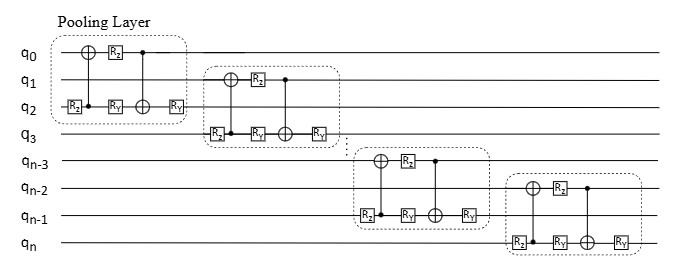 Pooling Layer
q0 Rz
Rz RY RY
q1 Rz
q2
q3 Rz RY RY
qn-3 Rz
qn-2 Rz
qn-1 Rz RY RY
qn Rz RY RY